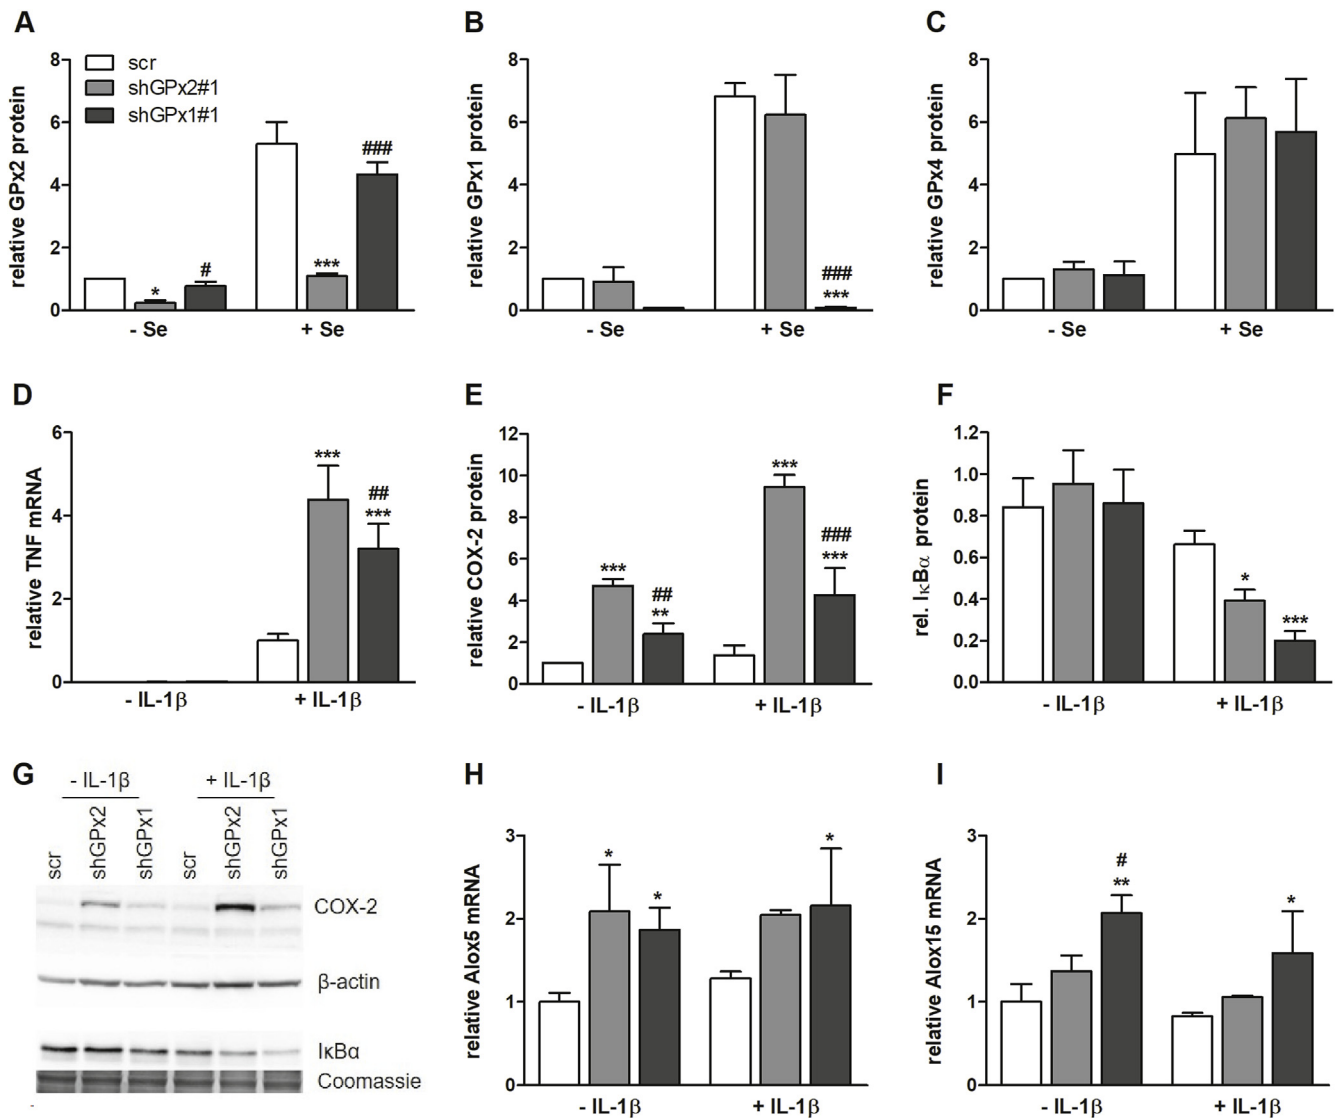 A
relative GPx2 protein
8
6
4
2
0
scr
shGPx2#1
shGPx1#1
*
#
***
###
- Se
+ Se
B
relative GPx1 protein
8
6
4
2
0
###
***
- Se
+ Se
C
relative GPx4 protein
8
6
4
2
0
- Se
+ Se
D
relative TNF mRNA
6
4
2
0
***
##
***
- IL-1β
+ IL-1β
E
relative COX-2 protein
12
10
8
6
4
2
0
***
##
**
***
###
***
- IL-1β
+ IL-1β
F
rel. IκBα protein
1.2
1.0
0.8
0.6
0.4
0.2
0.0
*
***
- IL-1β
+ IL-1β
G
- IL-1β
+ IL-1β
scr
shGPx2
shGPx1
scr
shGPx2
shGPx1
COX-2
β-actin
IκBα
Coomassie
H
relative Alox5 mRNA
3
2
1
0
*
*
*
- IL-1β
+ IL-1β
I
relative Alox15 mRNA
3
2
1
0
#
**
*
- IL-1β
+ IL-1β